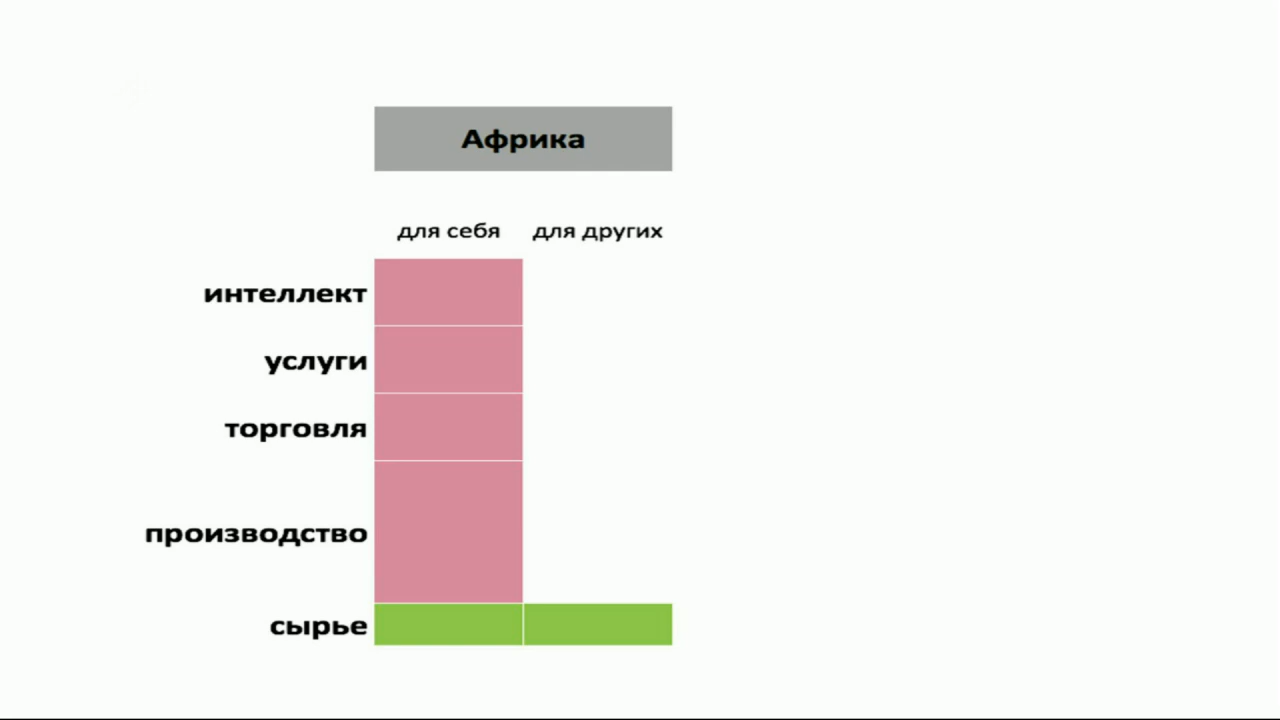 Африка
для себя для других
интеллект
услуги
торговля
производство
сырье